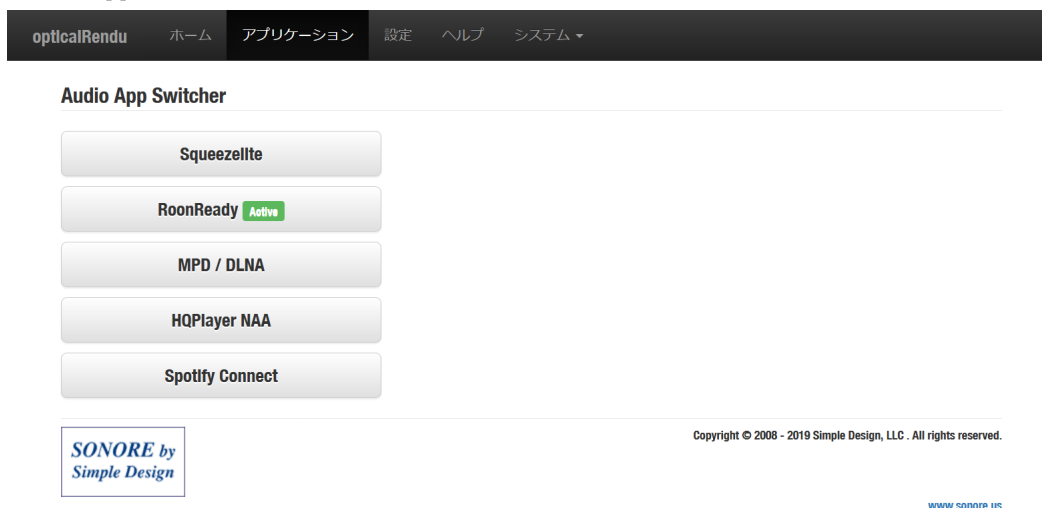 opticalRendu ホーム アプリケーション 設定 ヘルプ システム
Audio App Switcher
Squeezelite
RoonReady Active
MPD / DLNA
HQPlayer NAA
Spotify Connect
SONORE by
Simple Design
Copyright © 2008 - 2019 Simple Design, LLC . All rights reserved.
www.sonore.us